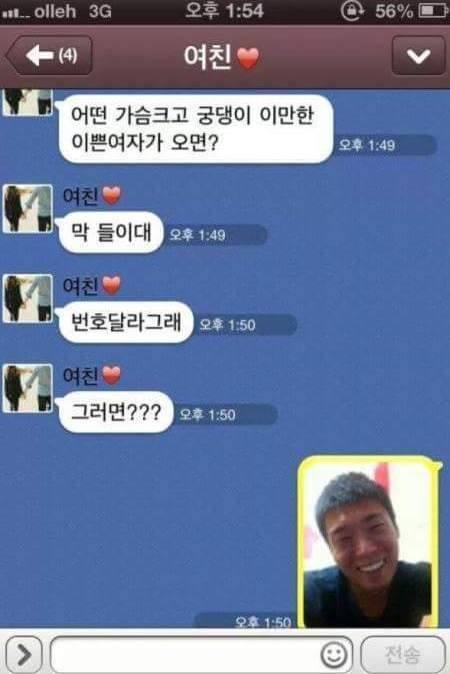 olleh 3G 오후 1:54 56%
(4) 여친❤️
어떤 가슴크고 궁댕이 이만한
이쁜여자가 오면?
오후 1:49
여친❤️
막 들이대
오후 1:49
여친❤️
번호달라그래
오후 1:50
여친❤️
그러면???
오후 1:50
오후 1:50
전송